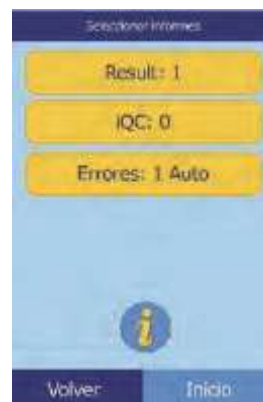 Seleccionar informes
Result: 1
iQC: 0
Errores: 1 Auto
i
Volver Inicio